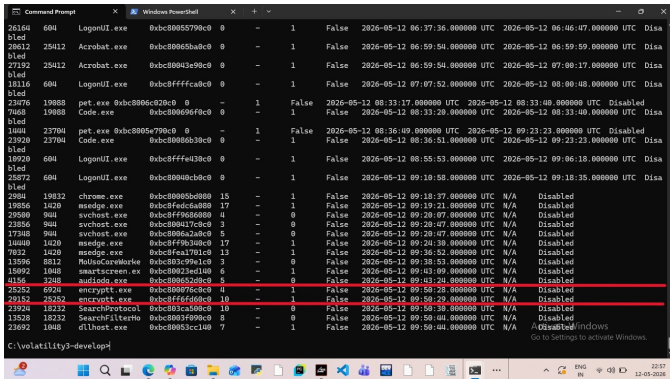 Command Prompt
Windows PowerShell
26164 604 LogonUI.exe 0xbc80055790c0 0 - 1 False 2026-05-12 06:37:36.000000 UTC 2026-05-12 06:46:47.000000 UTC Disa
bled
20612 25412 Acrobat.exe 0xbc80065ba0c0 0 - 1 False 2026-05-12 06:59:54.000000 UTC 2026-05-12 06:59:59.000000 UTC Disa
bled
27192 25412 Acrobat.exe 0xbc80043e90c0 0 - 1 False 2026-05-12 06:59:54.000000 UTC 2026-05-12 07:00:17.000000 UTC Disa
bled
18116 604 LogonUI.exe 0xbc8ffffca0c0 0 - 1 False 2026-05-12 07:07:52.000000 UTC 2026-05-12 08:00:48.000000 UTC Disa
bled
23476 19088 pet.exe 0xbc8006c020c0 0 - 1 False 2026-05-12 08:33:17.000000 UTC 2026-05-12 08:33:40.000000 UTC Disabled
7468 19088 Code.exe 0xbc800696f0c0 0 - 1 False 2026-05-12 08:33:20.000000 UTC 2026-05-12 08:33:40.000000 UTC Disa
bled
1444 23704 pet.exe 0xbc8005e790c0 0 - 1 False 2026-05-12 08:36:49.000000 UTC 2026-05-12 09:23:23.000000 UTC Disabled
23920 23704 Code.exe 0xbc80086b30c0 0 - 1 False 2026-05-12 08:36:51.000000 UTC 2026-05-12 09:23:23.000000 UTC Disa
bled
10920 604 LogonUI.exe 0xbc8fffe430c0 0 - 1 False 2026-05-12 08:55:53.000000 UTC 2026-05-12 09:06:18.000000 UTC Disa
bled
25872 604 LogonUI.exe 0xbc80040cb0c0 0 - 1 False 2026-05-12 09:10:58.000000 UTC 2026-05-12 09:18:35.000000 UTC Disa
bled
2984 19832 chrome.exe 0xbc80005bd080 15 - 1 False 2026-05-12 09:18:37.000000 UTC N/A Disabled
19856 1420 msedge.exe 0xbc8fedc6a080 17 - 1 False 2026-05-12 09:19:21.000000 UTC N/A Disabled
29500 944 svchost.exe 0xbc8ff9686080 4 - 0 False 2026-05-12 09:20:07.000000 UTC N/A Disabled
23856 944 svchost.exe 0xbc800417c0c0 3 - 0 False 2026-05-12 09:20:47.000000 UTC N/A Disabled
17348 944 svchost.exe 0xbc8006a2a0c0 5 - 0 False 2026-05-12 09:20:47.000000 UTC N/A Disabled
14440 1420 msedge.exe 0xbc8ff9b340c0 17 - 1 False 2026-05-12 09:24:30.000000 UTC N/A Disabled
7032 1420 msedge.exe 0xbc8fea1701c0 13 - 1 False 2026-05-12 09:36:52.000000 UTC N/A Disabled
13596 8812 MoUsoCoreWorke 0xbc803c99e1c0 3 - 0 False 2026-05-12 09:38:53.000000 UTC N/A Disabled
15092 1048 smartscreen.ex 0xbc80023ed140 6 - 1 False 2026-05-12 09:43:09.000000 UTC N/A Disabled
4156 3248 audiodg.exe 0xbc800652d0c0 5 - 0 False 2026-05-12 09:43:24.000000 UTC N/A Disabled
25252 6924 encryptt.exe 0xbc800076c0c0 4 - 1 False 2026-05-12 09:50:28.000000 UTC N/A Disabled
29152 25252 encryptt.exe 0xbc8ff6fd60c0 10 - 1 False 2026-05-12 09:50:29.000000 UTC N/A Disabled
23924 18232 SearchProtocol 0xbc803ca500c0 10 - 0 False 2026-05-12 09:50:30.000000 UTC N/A Disabled
13528 18232 SearchFilterHo 0xbc8003f090c0 8 - 0 False 2026-05-12 09:50:44.000000 UTC N/A Disabled
23692 1048 dllhost.exe 0xbc80053cc140 7 - 1 False 2026-05-12 09:50:44.000000 UTC N/A Disabled
Activate Windows
Go to Settings to activate Windows.
C:\volatility3-develop>
ENG
IN
22:57
12-05-2026